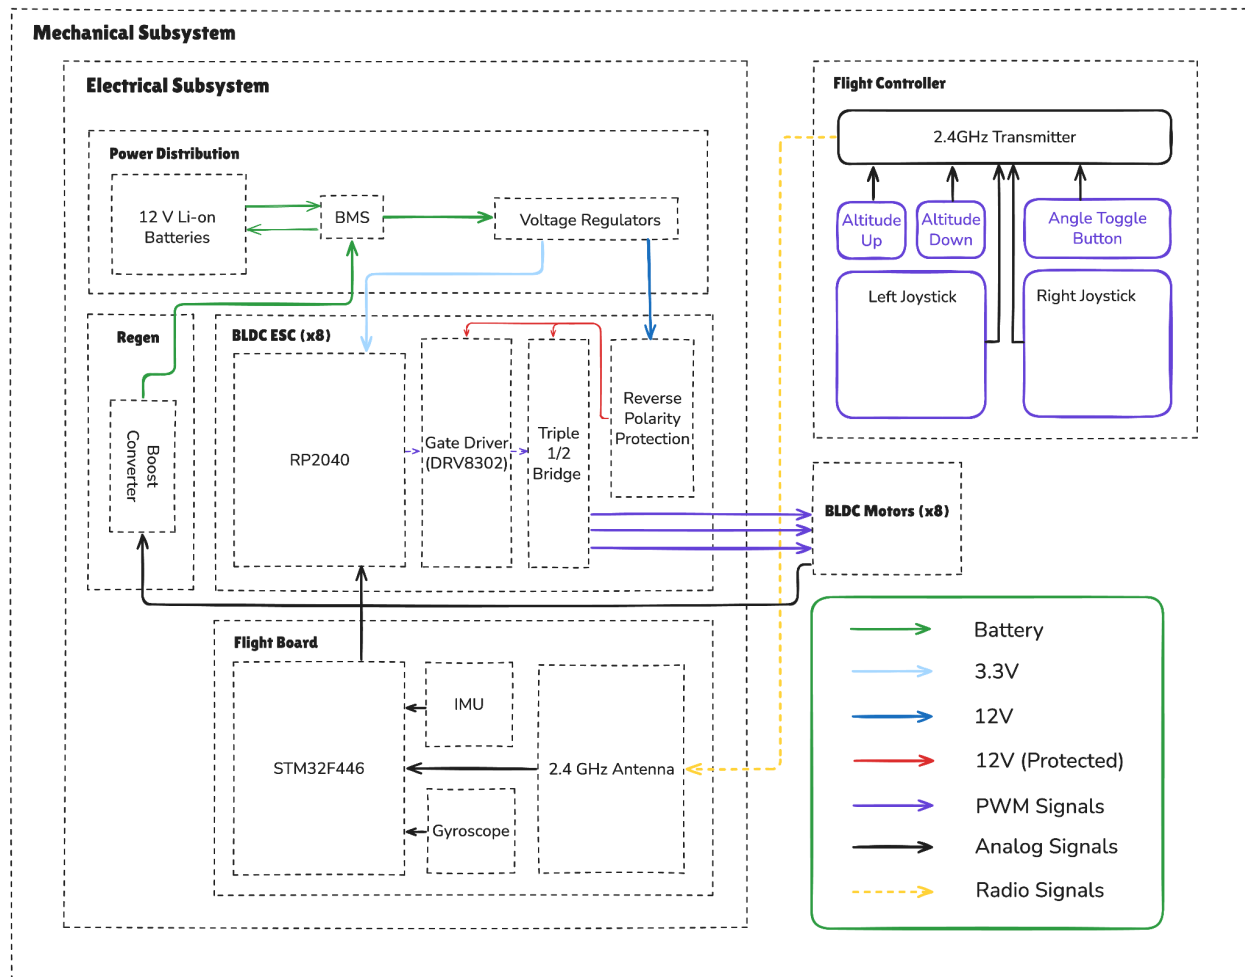 Mechanical Subsystem
Electrical Subsystem
Power Distribution
12 V Li-on
Batteries
BMS
Voltage Regulators
Regen
Boost
Converter
BLDC ESC (x8)
RP2040
Gate Driver
(DRV8302)
Triple
1/2
Bridge
Reverse
Polarity
Protection
Flight Board
STM32F446
IMU
Gyroscope
2.4 GHz Antenna
Flight Controller
2.4GHz Transmitter
Altitude
Up
Altitude
Down
Angle Toggle
Button
Left Joystick
Right Joystick
BLDC Motors (x8)
Battery
3.3V
12V
12V (Protected)
PWM Signals
Analog Signals
Radio Signals